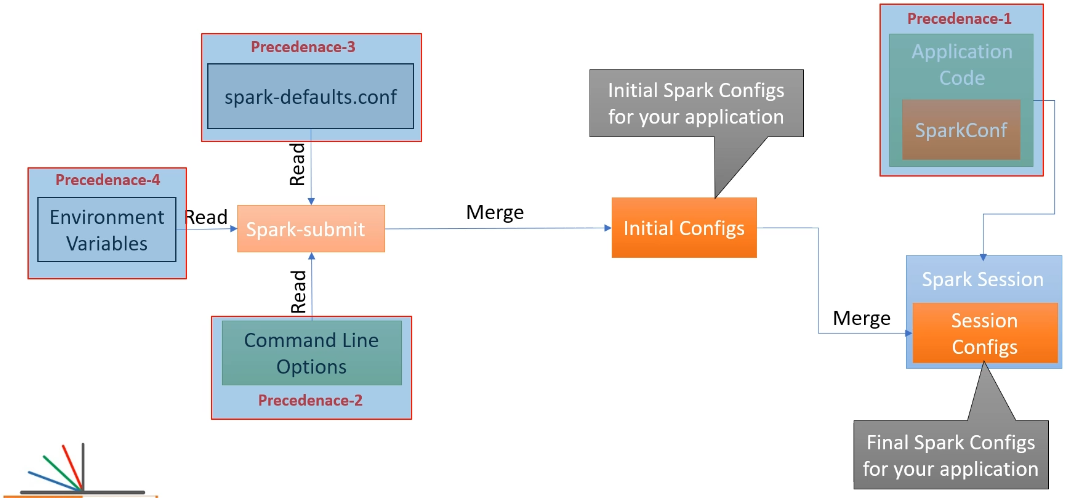 Precedenace-3
spark-defaults.conf
Read
Precedenace-4
Environment
Variables
Read
Spark-submit
Read
Command Line
Options
Precedenace-2
Merge
Initial Spark Configs
for your application
Initial Configs
Merge
Precedenace-1
Application
Code
SparkConf
Spark Session
Session
Configs
Final Spark Configs
for your application